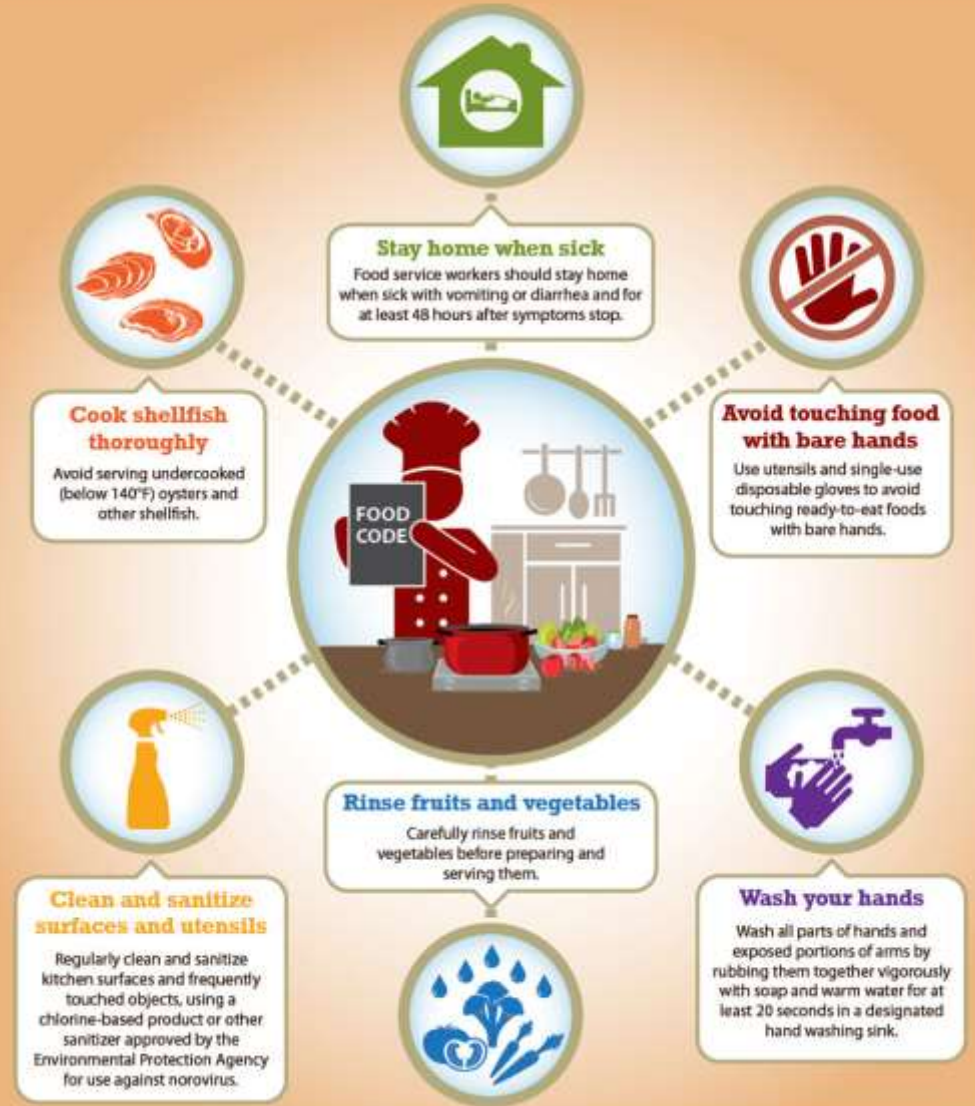 Stay home when sick
Food service workers should stay home
when sick with vomiting or diarrhea and for
at least 48 hours after symptoms stop.
Cook shellfish
thoroughly
Avoid serving undercooked
(below 140°F) oysters and
other shellfish.
Avoid touching food
with bare hands
Use utensils and single-use
disposable gloves to avoid
touching ready-to-eat foods
with bare hands.
FOOD
CODE
Clean and sanitize
surfaces and utensils
Regularly clean and sanitize
kitchen surfaces and frequently
touched objects, using a
chlorine-based product or other
sanitizer approved by the
Environmental Protection Agency
for use against norovirus.
Rinse fruits and vegetables
Carefully rinse fruits and
vegetables before preparing and
serving them.
Wash your hands
Wash all parts of hands and
exposed portions of arms by
rubbing them together vigorously
with soap and warm water for at
least 20 seconds in a designated
hand washing sink.